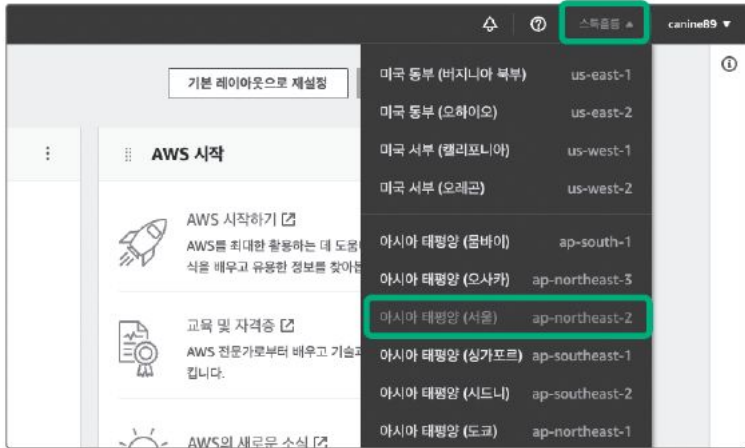 스톡홀름 ▲
canine89 ▼
기본 레이아웃으로 재설정
AWS 시작
AWS 시작하기
AWS를 최대한 활용하는 데 도움
식을 배우고 유용한 정보를 찾아
교육 및 자격증
AWS 전문가로부터 배우고 기술
킵니다.
AWS의 새로운 소식
미국 동부 (버지니아 북부) us-east-1
미국 동부 (오하이오) us-east-2
미국 서부 (캘리포니아) us-west-1
미국 서부 (오레곤) us-west-2
아시아 태평양 (뭄바이) ap-south-1
아시아 태평양 (오사카) ap-northeast-3
아시아 태평양 (서울) ap-northeast-2
아시아 태평양 (싱가포르) ap-southeast-1
아시아 태평양 (시드니) ap-southeast-2
아시아 태평양 (도쿄) ap-northeast-1